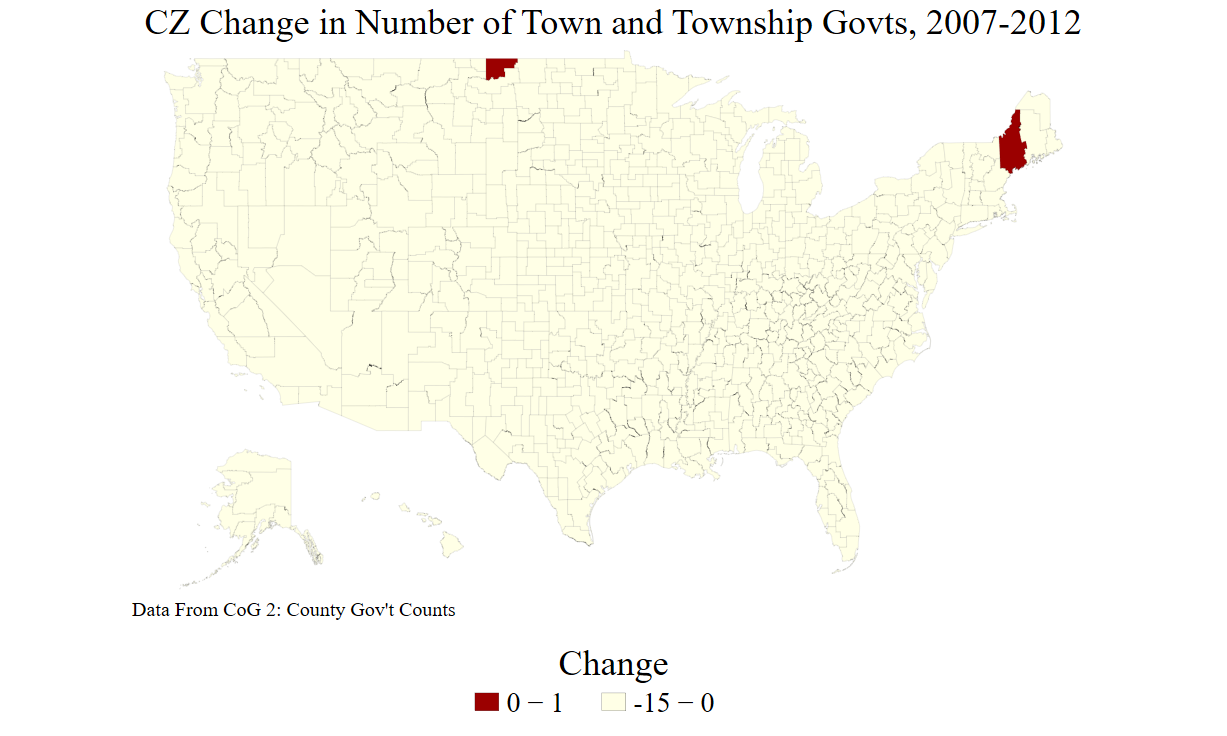 CZ Change in Number of Town and Township Govts, 2007-2012
Data From CoG 2: County Gov't Counts
Change
0 − 1
-15 − 0